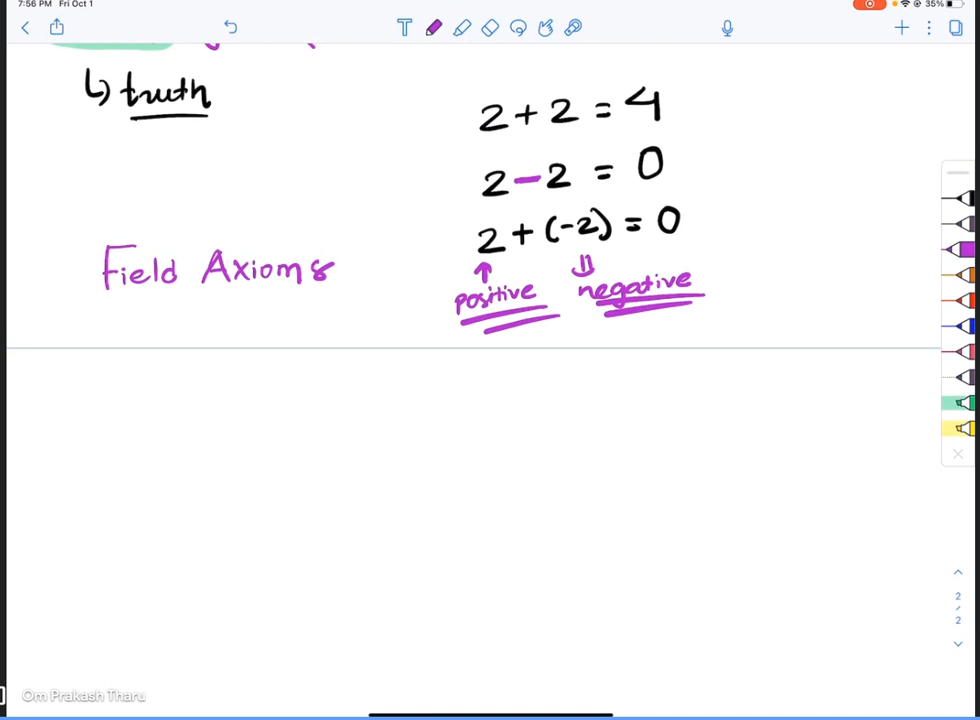 7:56 PM Fri Oct 1
35%
T
↳ truth
2 + 2 = 4
2 - 2 = 0
2 + (-2) = 0
Field Axioms
positive
negative
2
2
Om Prakash Tharu